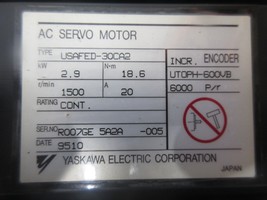 AC SERVO MOTOR
TYPE USAFED-30CA2
INCR. ENCODER
kW N·m
2.9 18.6
UTOPH-600VB
r/min A
1500 20
6000 P/r
RATING CONT.
SER.NO R007GE 5A2A -005
DATE 9510
YASKAWA ELECTRIC CORPORATION
JAPAN